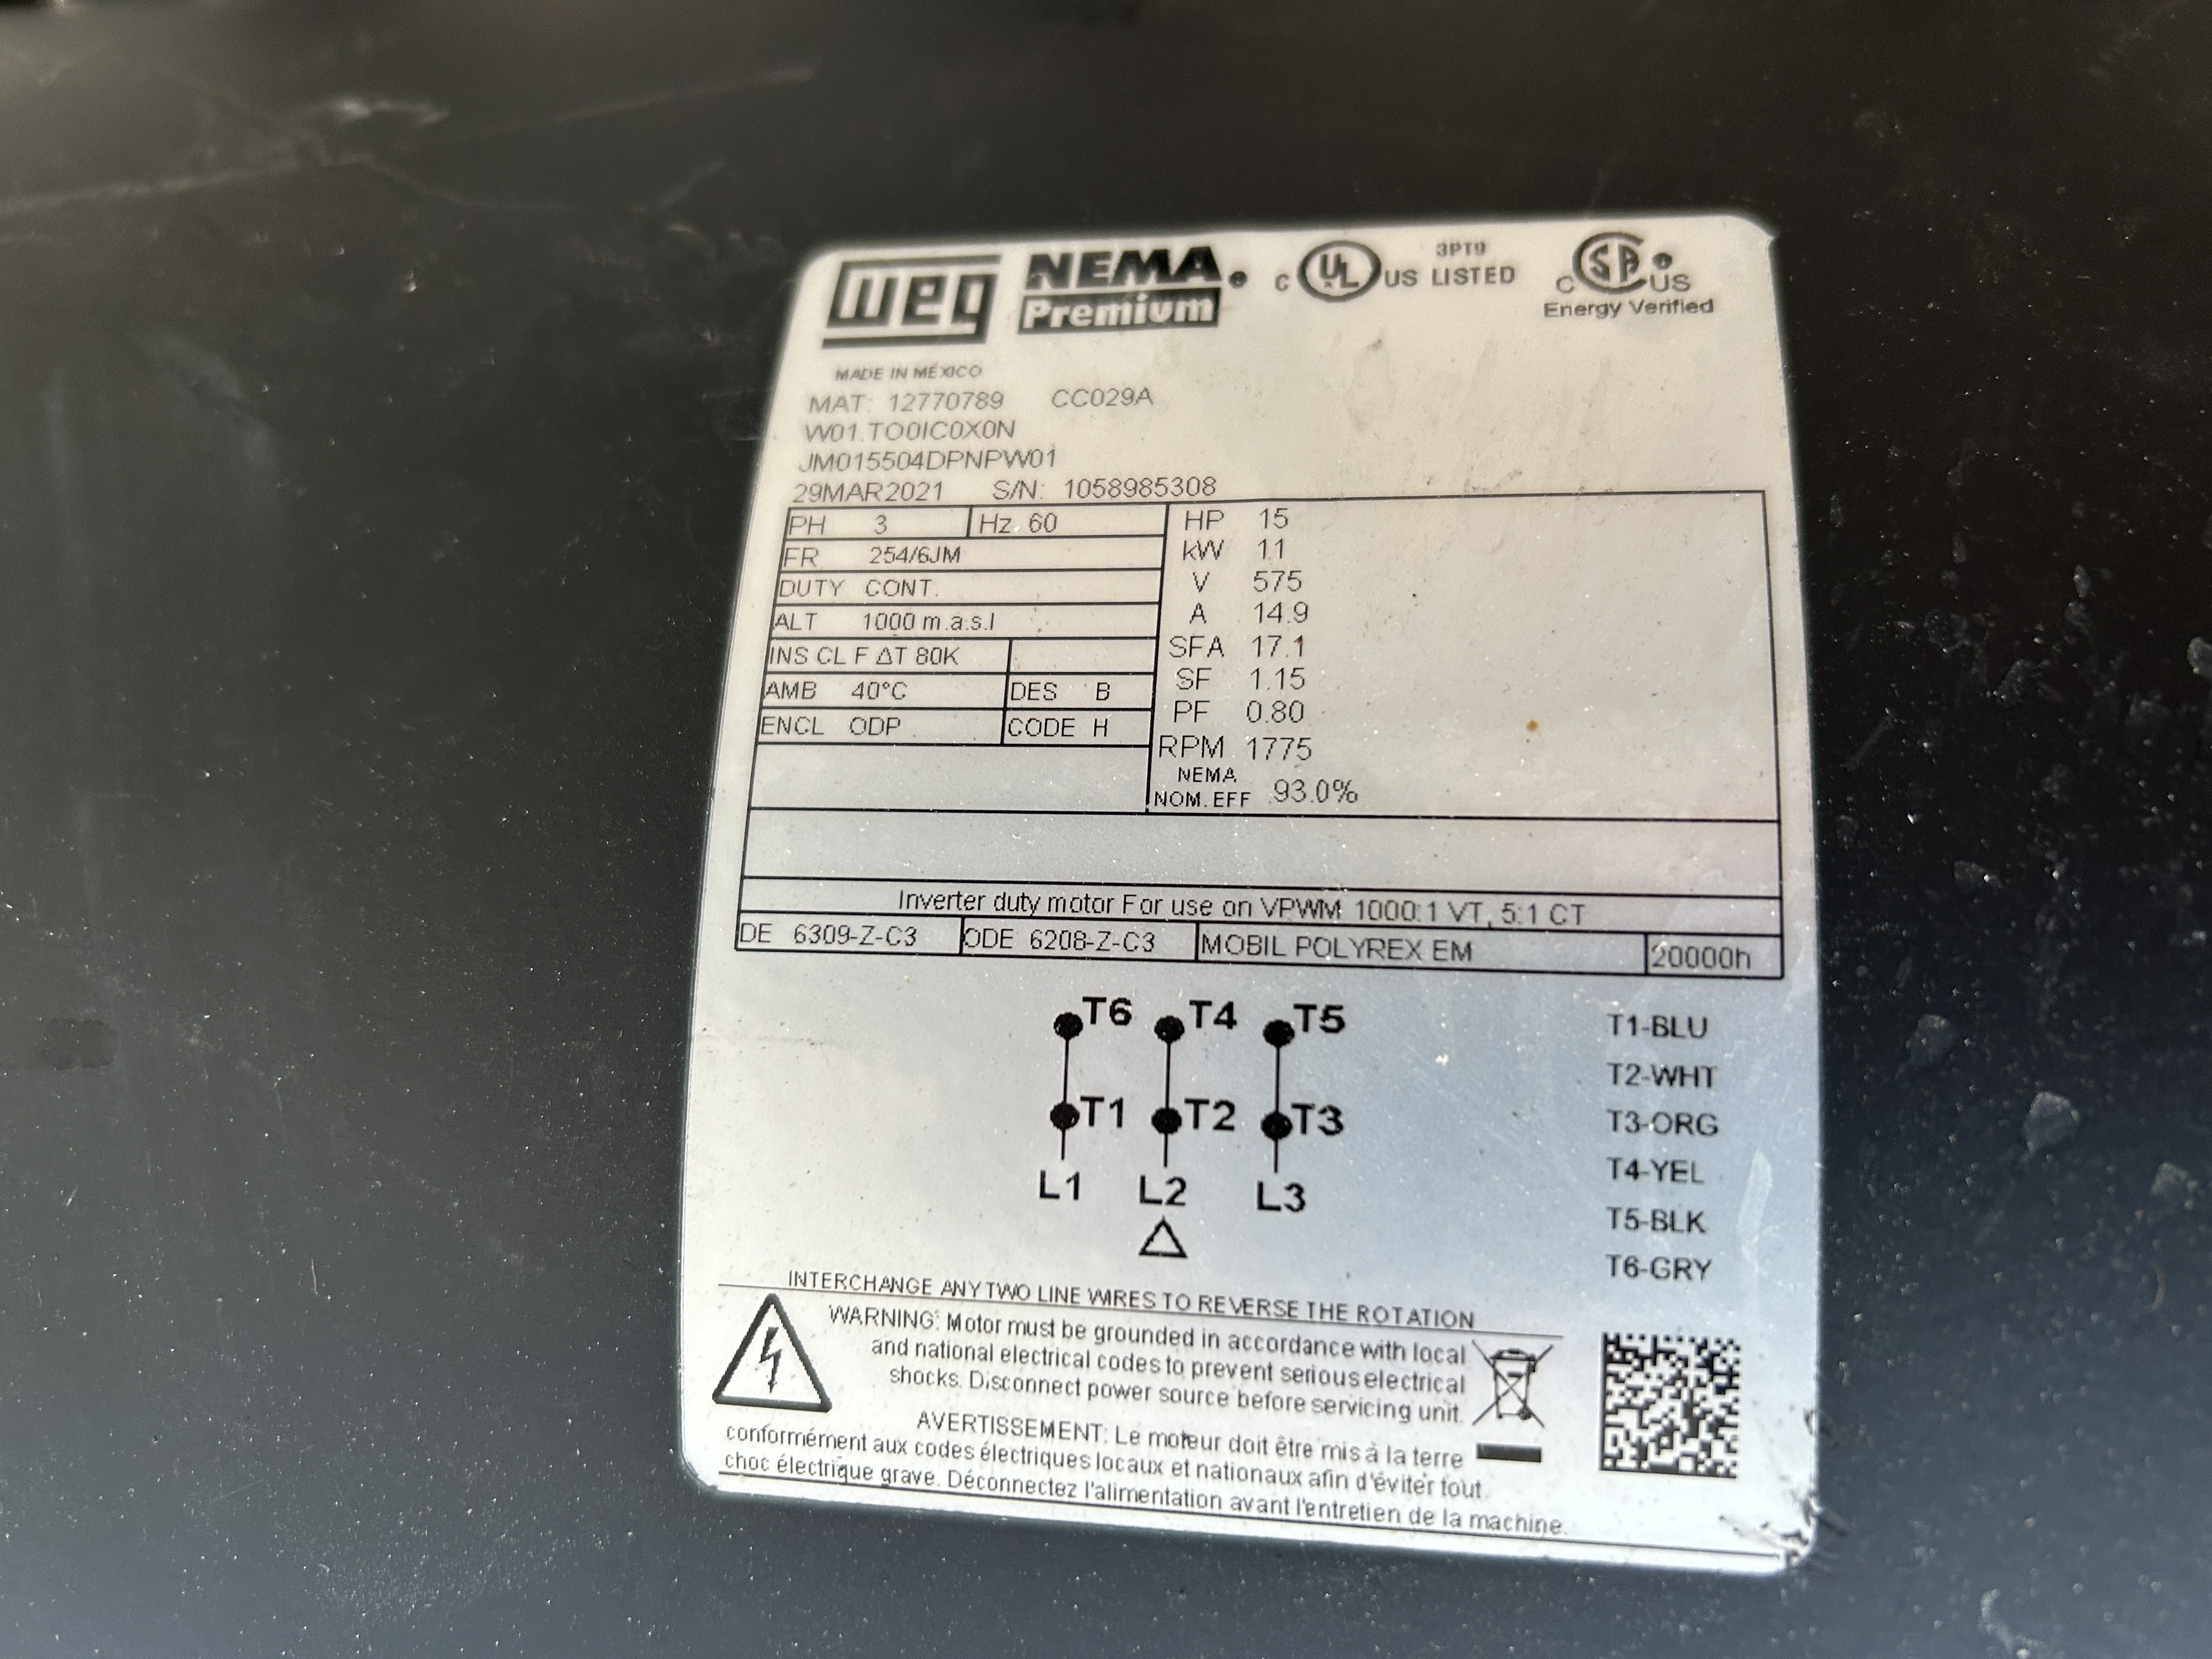 WEG NEMA Premium c UL US LISTED 3PT9 c SA US
Energy Verified
MADE IN MÉXICO
MAT: 12770789 CC029A
W01.TO0IC0X0N
JM015504DPNPW01
29MAR2021 S/N: 1058985308
PH 3 Hz 60 HP 15
FR 254/6JM kW 11
DUTY CONT. V 575
ALT 1000 m.a.s.l A 14.9
INS CL F ΔT 80K SFA 17.1
AMB 40°C DES B SF 1.15
ENCL ODP CODE H PF 0.80
RPM 1775
NEMA
NOM. EFF 93.0%
Inverter duty motor For use on VPWM 1000:1 VT, 5:1 CT
DE 6309-Z-C3 ODE 6208-Z-C3 MOBIL POLYREX EM 20000h
T6 T4 T5
T1 T2 T3
L1 L2 L3
Δ
T1-BLU
T2-WHT
T3-ORG
T4-YEL
T5-BLK
T6-GRY
INTERCHANGE ANY TWO LINE WIRES TO REVERSE THE ROTATION
WARNING: Motor must be grounded in accordance with local
and national electrical codes to prevent serious electrical
shocks. Disconnect power source before servicing unit.
AVERTISSEMENT: Le moteur doit être mis à la terre
conformément aux codes électriques locaux et nationaux afin d'éviter tout
choc électrique grave. Déconnectez l'alimentation avant l'entretien de la machine.